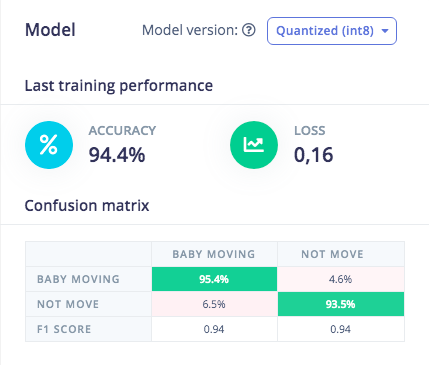 Model
Model version: Quantized (int8)
Last training performance
% ACCURACY LOSS
94.4% 0,16
Confusion matrix
BABY MOVING NOT MOVE
BABY MOVING 95.4% 4.6%
NOT MOVE 6.5% 93.5%
F1 SCORE 0.94 0.94